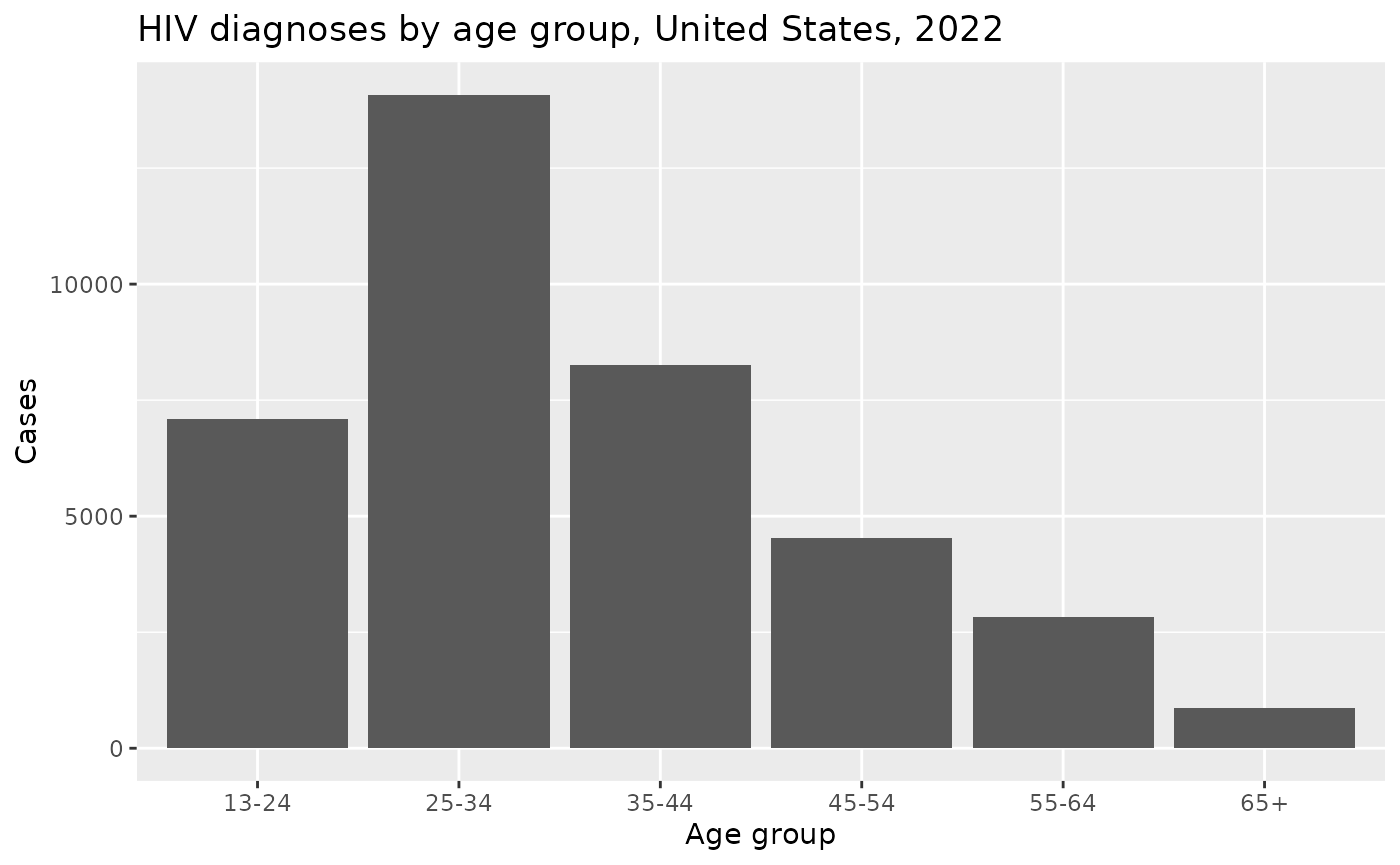 HIV diagnoses by age group, United States, 2022
Cases
10000
5000
0
13-24 25-34 35-44 45-54 55-64 65+
Age group